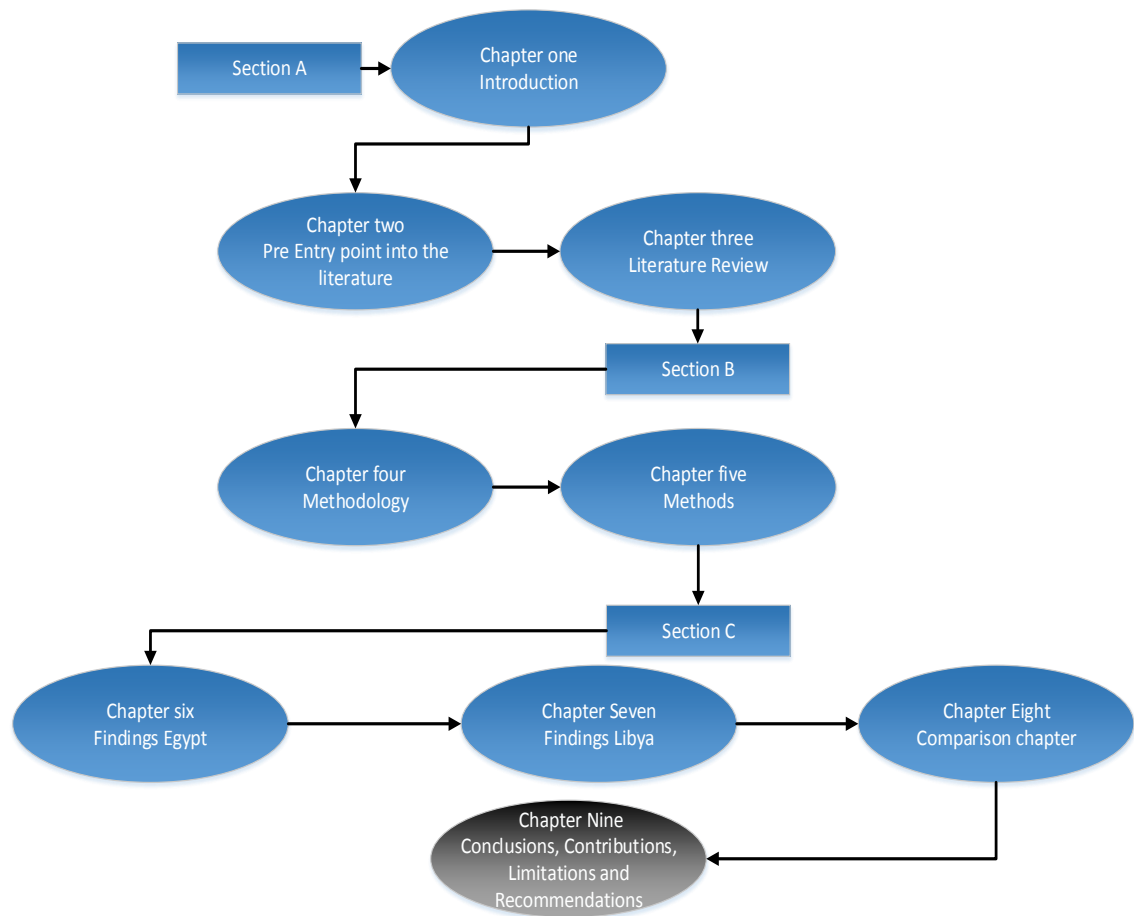 Section A
Chapter one
Introduction
Chapter two
Pre Entry point into the
literature
Chapter three
Literature Review
Section B
Chapter four
Methodology
Chapter five
Methods
Section C
Chapter six
Findings Egypt
Chapter Seven
Findings Libya
Chapter Eight
Comparison chapter
Chapter Nine
Conclusions, Contributions,
Limitations and
Recommendations